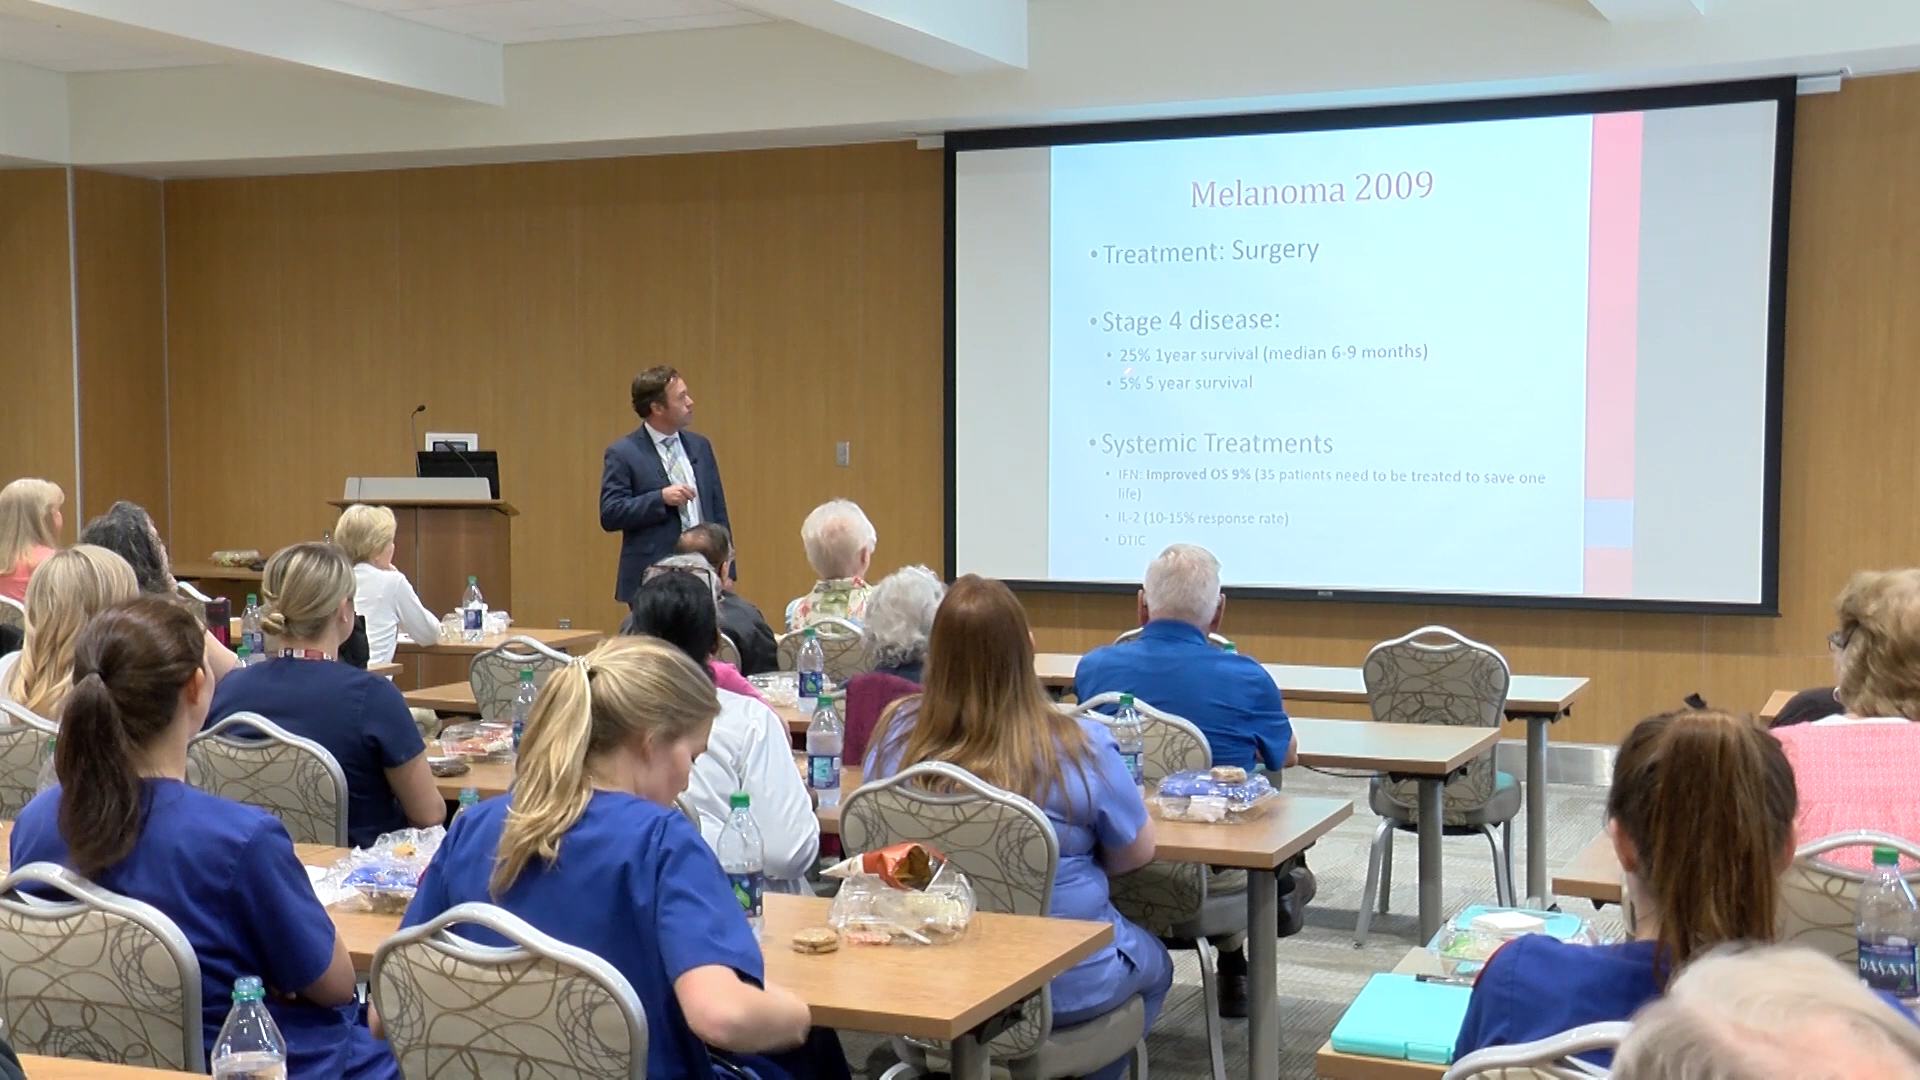 Melanoma 2009
• Treatment: Surgery
• Stage 4 disease:
• 25% 1year survival (median 6-9 months)
• 5% 5 year survival
• Systemic Treatments
• IFN: Improved OS 9% (35 patients need to be treated to save one
life)
• IL-2 (10-15% response rate)
• DTIC
DASANI